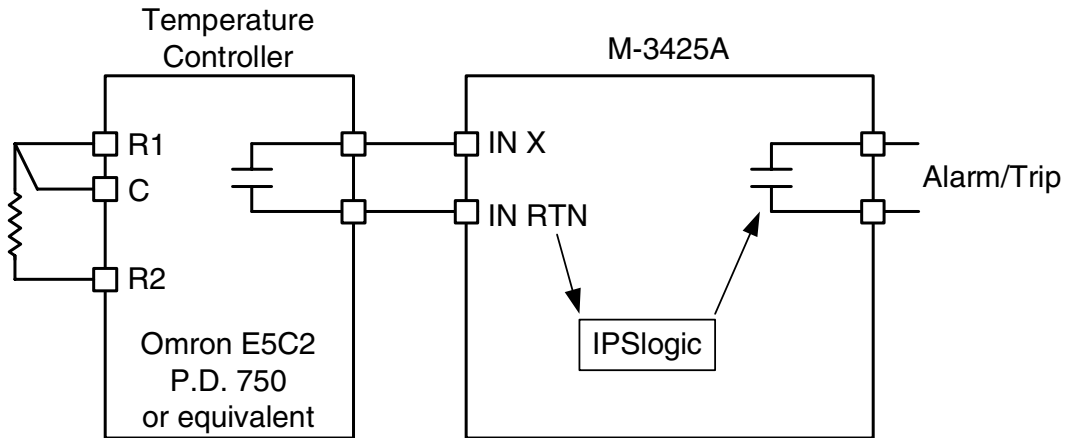 Temperature
Controller
M-3425A
R1
IN X
C
Alarm/Trip
IN RTN
R2
IPSlogic
Omron E5C2
P.D. 750
or equivalent